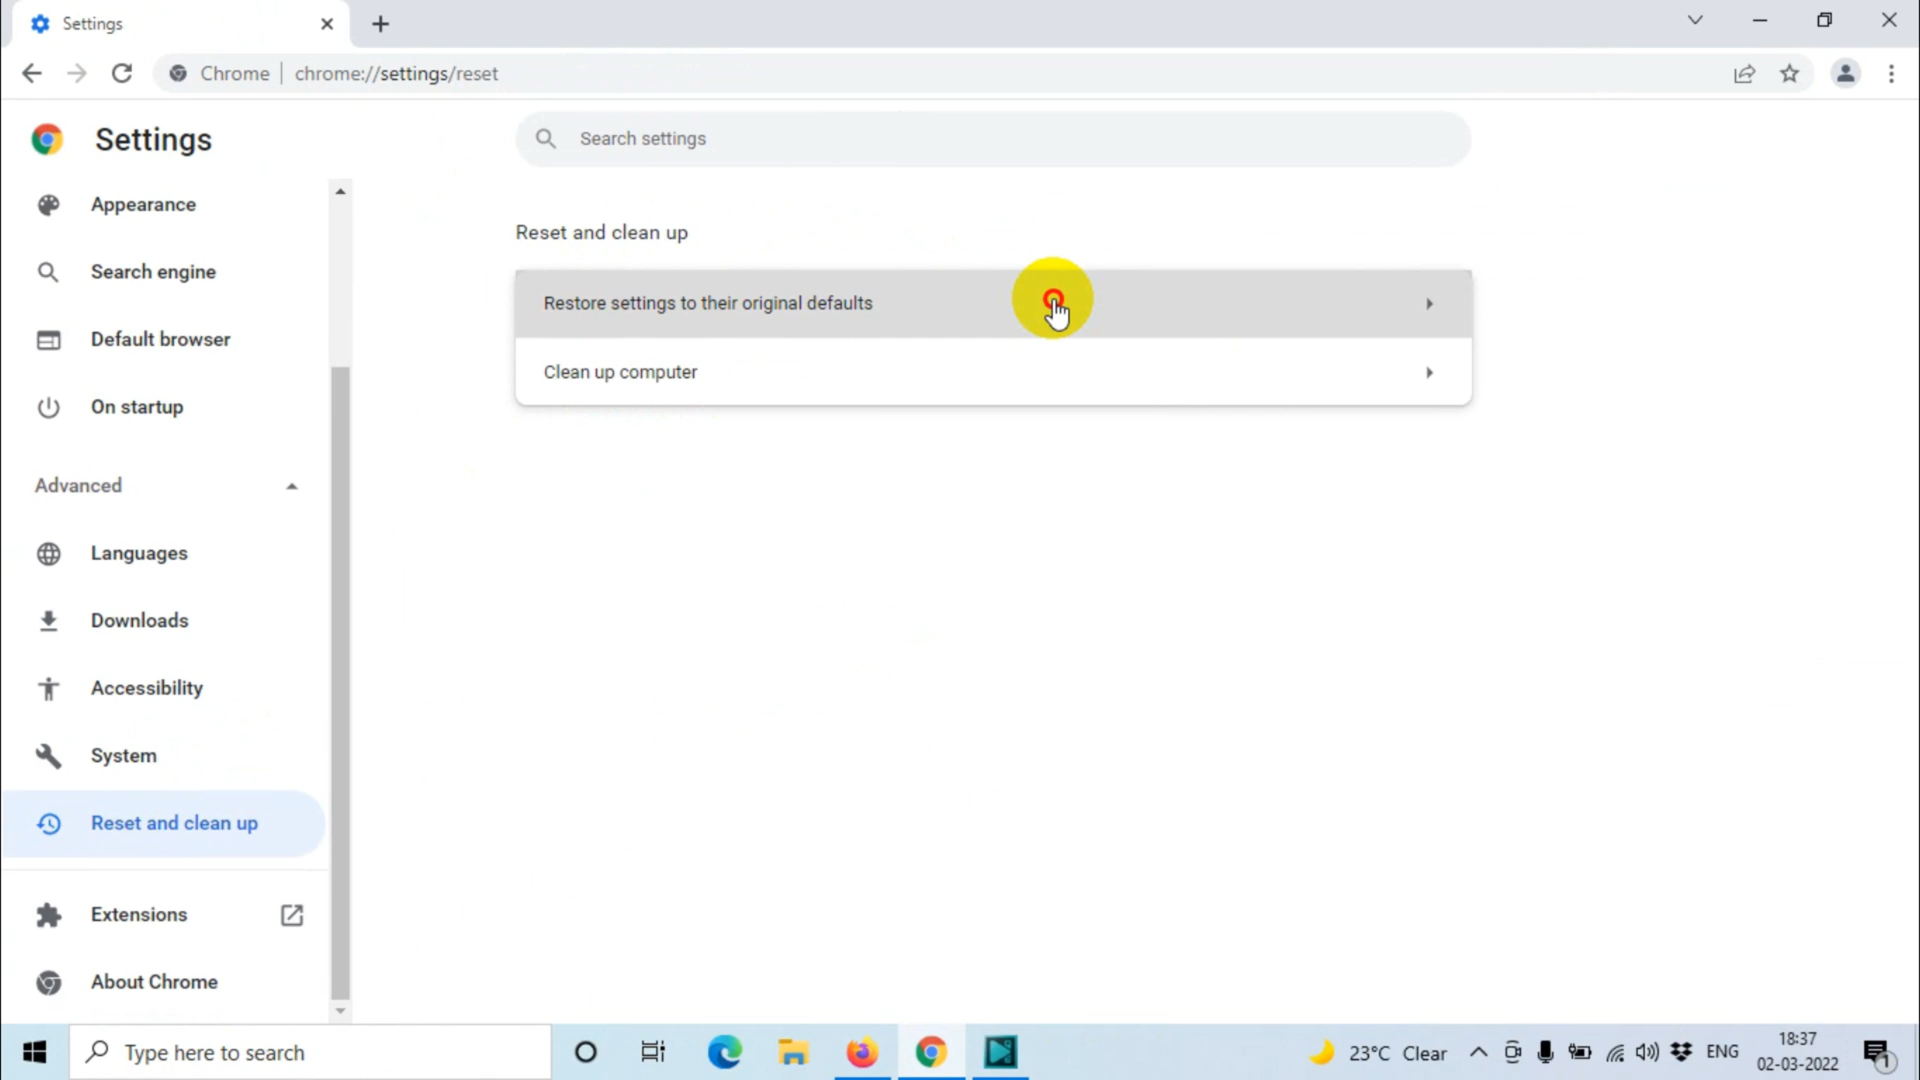 Settings
Chrome
chrome://settings/reset
Settings
Search settings
Appearance
Search engine
Default browser
On startup
Advanced
Languages
Downloads
Accessibility
System
Reset and clean up
Extensions
About Chrome
Reset and clean up
Restore settings to their original defaults
Clean up computer
Type here to search
23°C Clear
ENG
18:37
02-03-2022
1